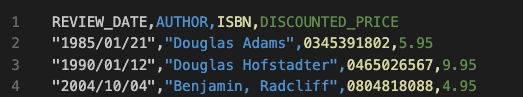 1 REVIEW_DATE,AUTHOR,ISBN,DISCOUNTED_PRICE
2 "1985/01/21","Douglas Adams",0345391802,5.95
3 "1990/01/12","Douglas Hofstadter",0465026567,9.95
4 "2004/10/04","Benjamin, Radcliff",0804818088,4.95